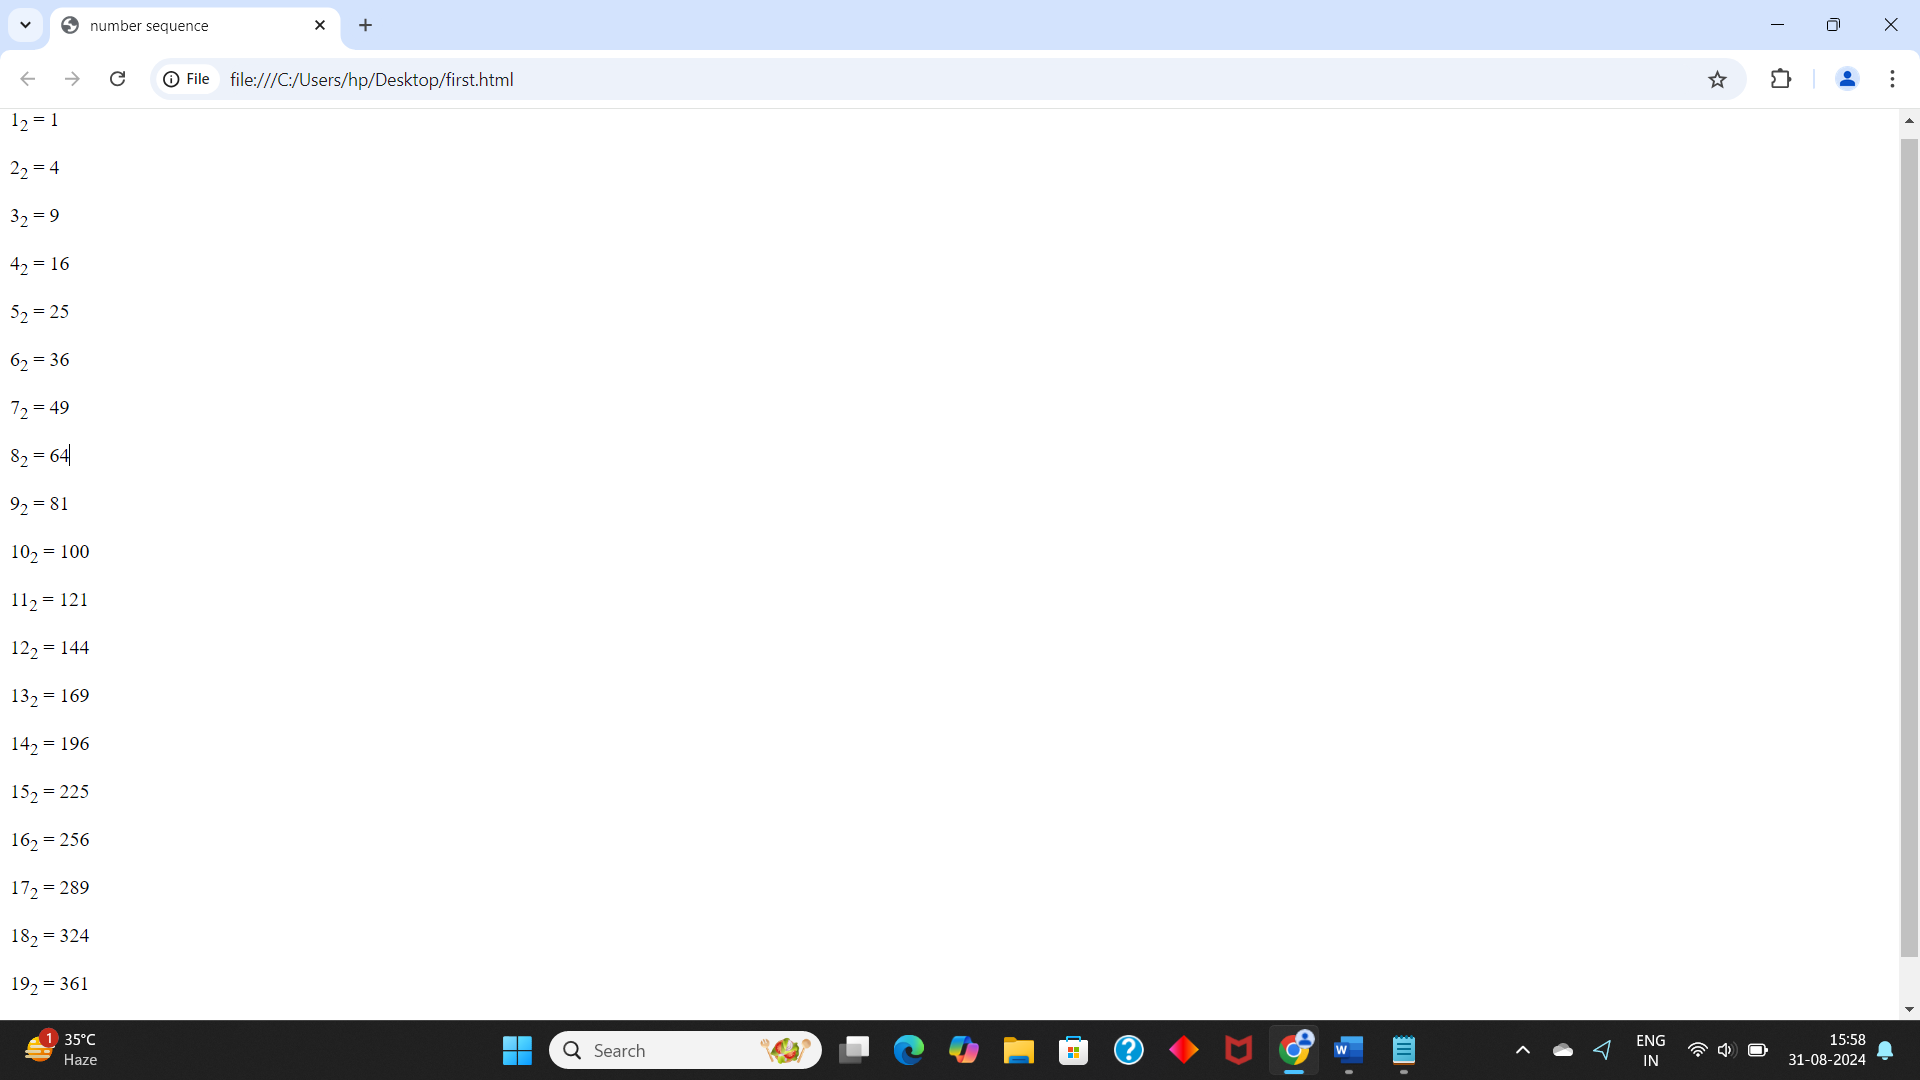 number sequence
File file:///C:/Users/hp/Desktop/first.html
1₂ = 1
2₂ = 4
3₂ = 9
4₂ = 16
5₂ = 25
6₂ = 36
7₂ = 49
8₂ = 64
9₂ = 81
10₂ = 100
11₂ = 121
12₂ = 144
13₂ = 169
14₂ = 196
15₂ = 225
16₂ = 256
17₂ = 289
18₂ = 324
19₂ = 361
1 35°C
Haze
Search
W
ENG
IN
15:58
31-08-2024